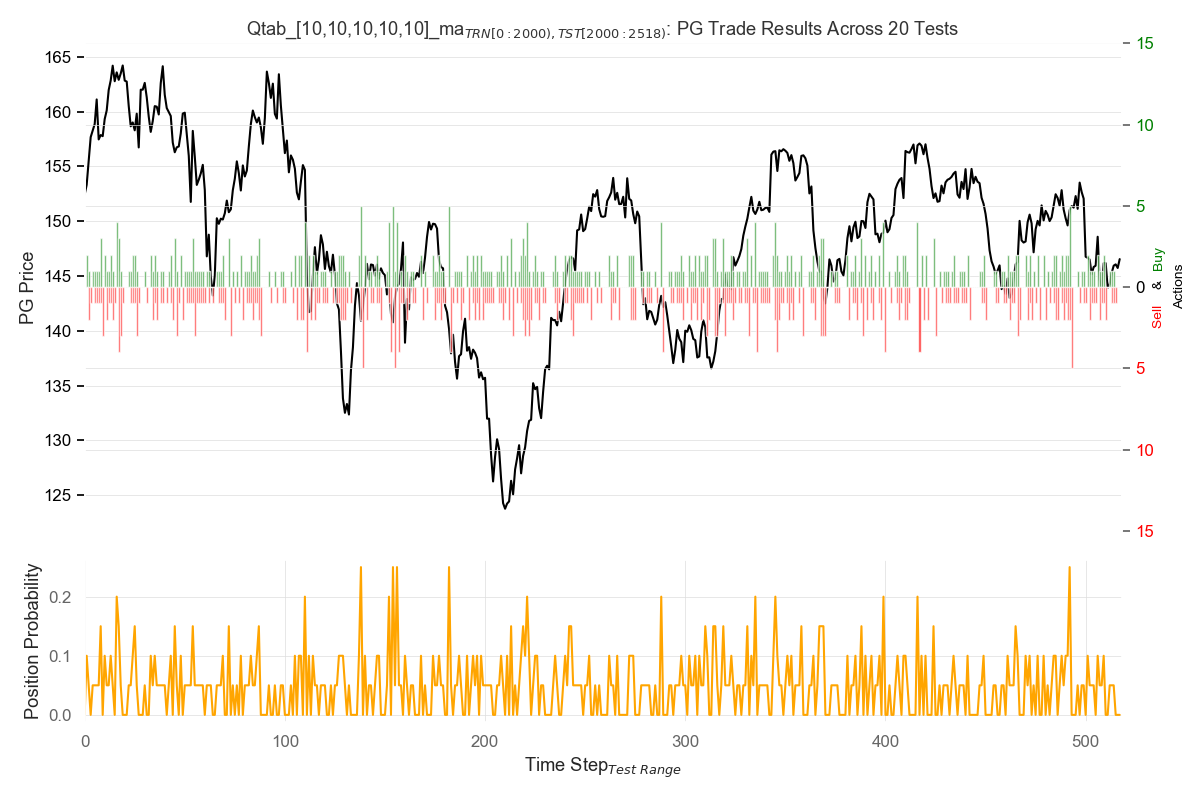 Qtab_[10,10,10,10,10]_ma_TRN[0:2000),TST[2000:2518): PG Trade Results Across 20 Tests
PG Price
165
160
155
150
145
140
135
130
125
15
10
5
0
5
10
15
Sell & Buy
Actions
Position Probability
0.2
0.1
0.0
0 100 200 300 400 500
Time Step Test Range